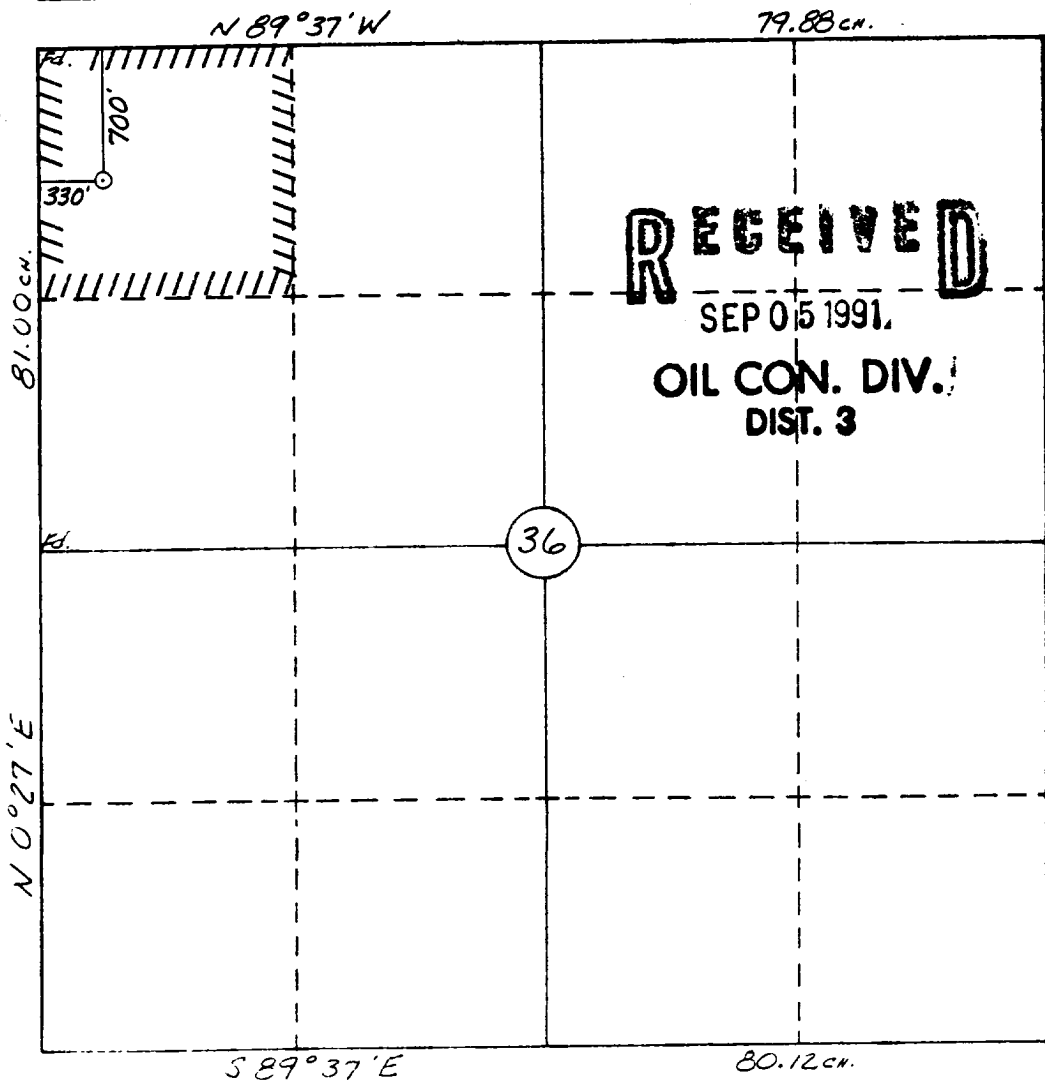 N 89°37'W 79.88 CH.
Fd.
700'
330'
RECEIVED
SEP 05 1991
OIL CON. DIV.
DIST. 3
81.00 CH.
Fd.
36
N 0°27'E
S 89°37'E 80.12 CH.